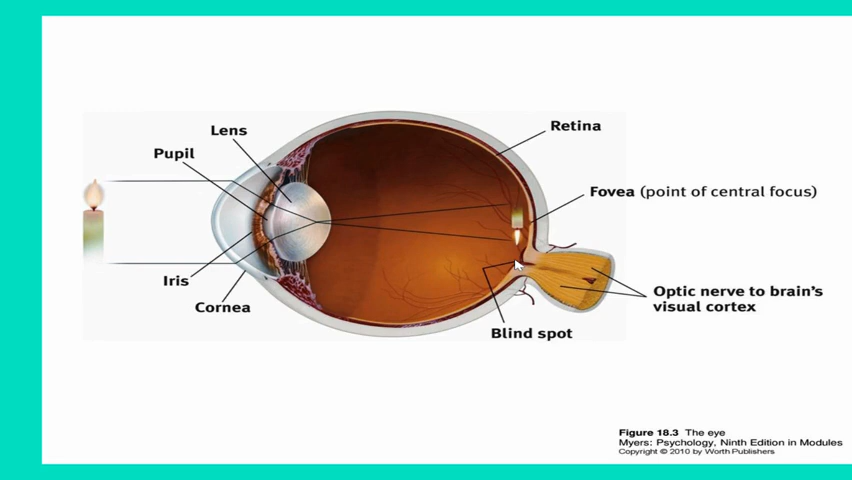 Lens
Retina
Pupil
Fovea (point of central focus)
Iris
Cornea
Optic nerve to brain's
visual cortex
Blind spot
Figure 18.3 The eye
Myers: Psychology, Ninth Edition in Modules
Copyright © 2010 by Worth Publishers